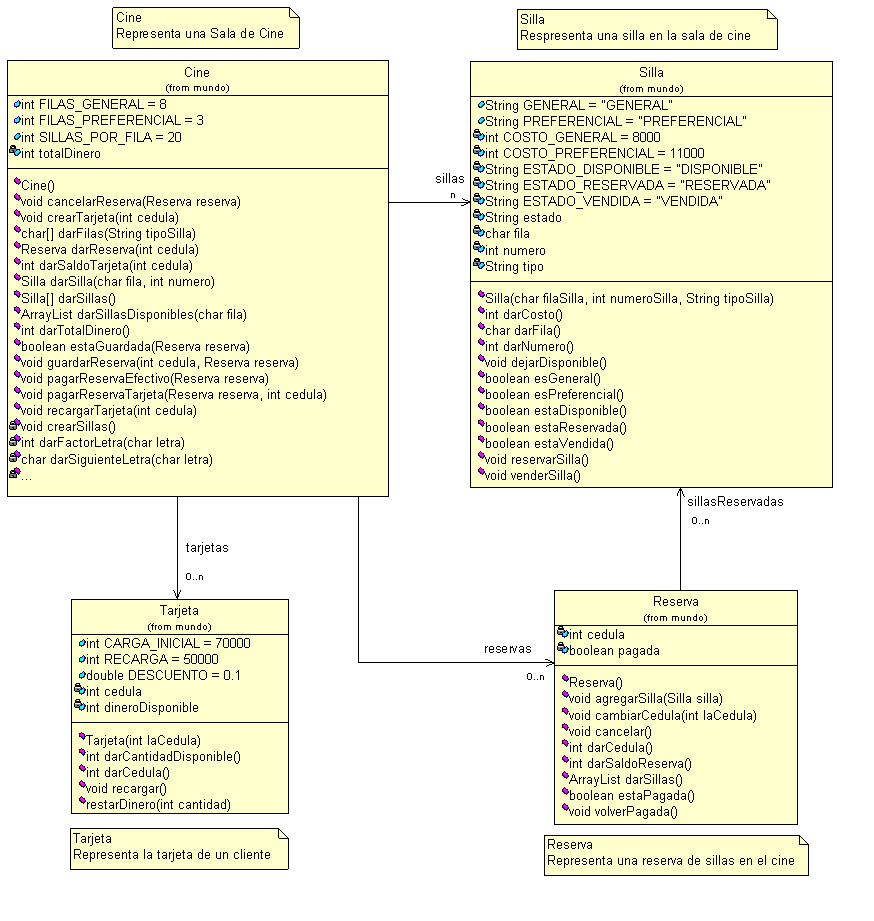 Cine
Representa una Sala de Cine
Silla
Respresenta una silla en la sala de cine
Cine
(from mundo)
int FILAS_GENERAL = 8
int FILAS_PREFERENCIAL = 3
int SILLAS_POR_FILA = 20
int totalDinero
Cine()
void cancelarReserva(Reserva reserva)
void crearTarjeta(int cedula)
char[] darFilas(String tipoSilla)
Reserva darReserva(int cedula)
int darSaldoTarjeta(int cedula)
Silla darSilla(char fila, int numero)
Silla[] darSillas()
ArrayList darSillasDisponibles(char fila)
int darTotalDinero()
boolean estaGuardada(Reserva reserva)
void guardarReserva(int cedula, Reserva reserva)
void pagarReservaEfectivo(Reserva reserva)
void pagarReservaTarjeta(Reserva reserva, int cedula)
void recargarTarjeta(int cedula)
void crearSillas()
int darFactorLetra(char letra)
char darSiguienteLetra(char letra)
...
sillas
n
Silla
(from mundo)
String GENERAL = "GENERAL"
String PREFERENCIAL = "PREFERENCIAL"
int COSTO_GENERAL = 8000
int COSTO_PREFERENCIAL = 11000
String ESTADO_DISPONIBLE = "DISPONIBLE"
String ESTADO_RESERVADA = "RESERVADA"
String ESTADO_VENDIDA = "VENDIDA"
String estado
char fila
int numero
String tipo
Silla(char filaSilla, int numeroSilla, String tipoSilla)
int darCosto()
char darFila()
int darNumero()
void dejarDisponible()
boolean esGeneral()
boolean esPreferencial()
boolean estaDisponible()
boolean estaReservada()
boolean estaVendida()
void reservarSilla()
void venderSilla()
sillasReservadas
0..n
tarjetas
0..n
reservas
0..n
Tarjeta
(from mundo)
int CARGA_INICIAL = 70000
int RECARGA = 50000
double DESCUENTO = 0.1
int cedula
int dineroDisponible
Tarjeta(int laCedula)
int darCantidadDisponible()
int darCedula()
void recargar()
restarDinero(int cantidad)
Reserva
(from mundo)
int cedula
boolean pagada
Reserva()
void agregarSilla(Silla silla)
void cambiarCedula(int laCedula)
void cancelar()
int darCedula()
int darSaldoReserva()
ArrayList darSillas()
boolean estaPagada()
void volverPagada()
Tarjeta
Representa la tarjeta de un cliente
Reserva
Representa una reserva de sillas en el cine